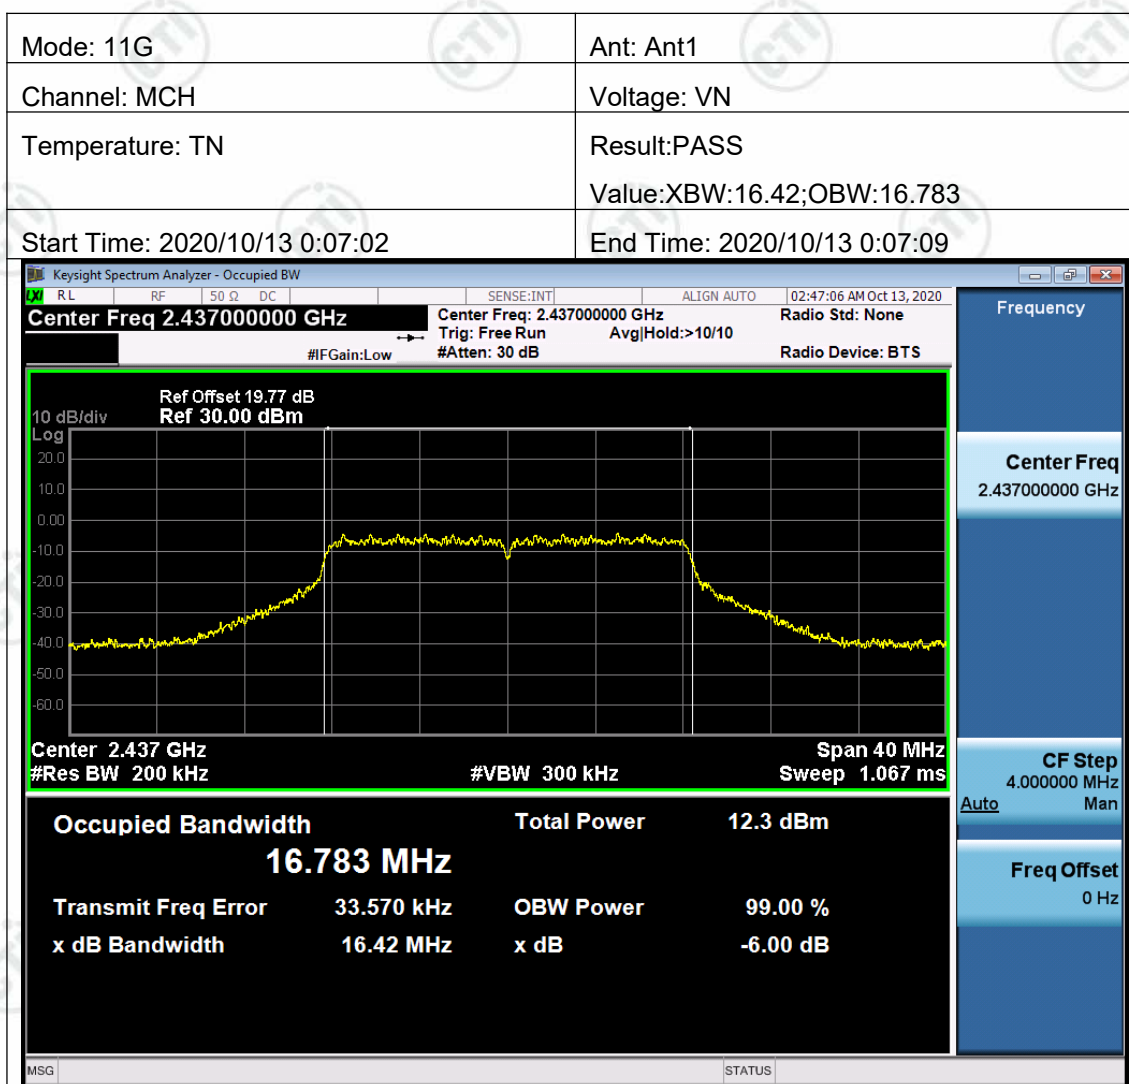 Mode: 11G
Ant: Ant1
Channel: MCH
Voltage: VN
Temperature: TN
Result:PASS
Value:XBW:16.42;OBW:16.783
Start Time: 2020/10/13 0:07:02
End Time: 2020/10/13 0:07:09
Keysight Spectrum Analyzer - Occupied BW
LXI RL RF 50 Ω DC SENSE:INT ALIGN AUTO 02:47:06 AM Oct 13, 2020
Center Freq 2.437000000 GHz
Center Freq: 2.437000000 GHz
Radio Std: None
Trig: Free Run Avg|Hold:>10/10
#IFGain:Low
#Atten: 30 dB
Radio Device: BTS
Ref Offset 19.77 dB
10 dB/div
Ref 30.00 dBm
Log
20.0
10.0
0.00
-10.0
-20.0
-30.0
-40.0
-50.0
-60.0
Center 2.437 GHz
Span 40 MHz
#Res BW 200 kHz
#VBW 300 kHz
Sweep 1.067 ms
Occupied Bandwidth
Total Power 12.3 dBm
16.783 MHz
Transmit Freq Error 33.570 kHz
OBW Power 99.00 %
x dB Bandwidth 16.42 MHz
x dB -6.00 dB
MSG
STATUS
Frequency
Center Freq
2.437000000 GHz
CF Step
4.000000 MHz
Auto Man
Freq Offset
0 Hz
CTI
CTI
CTI
CTI